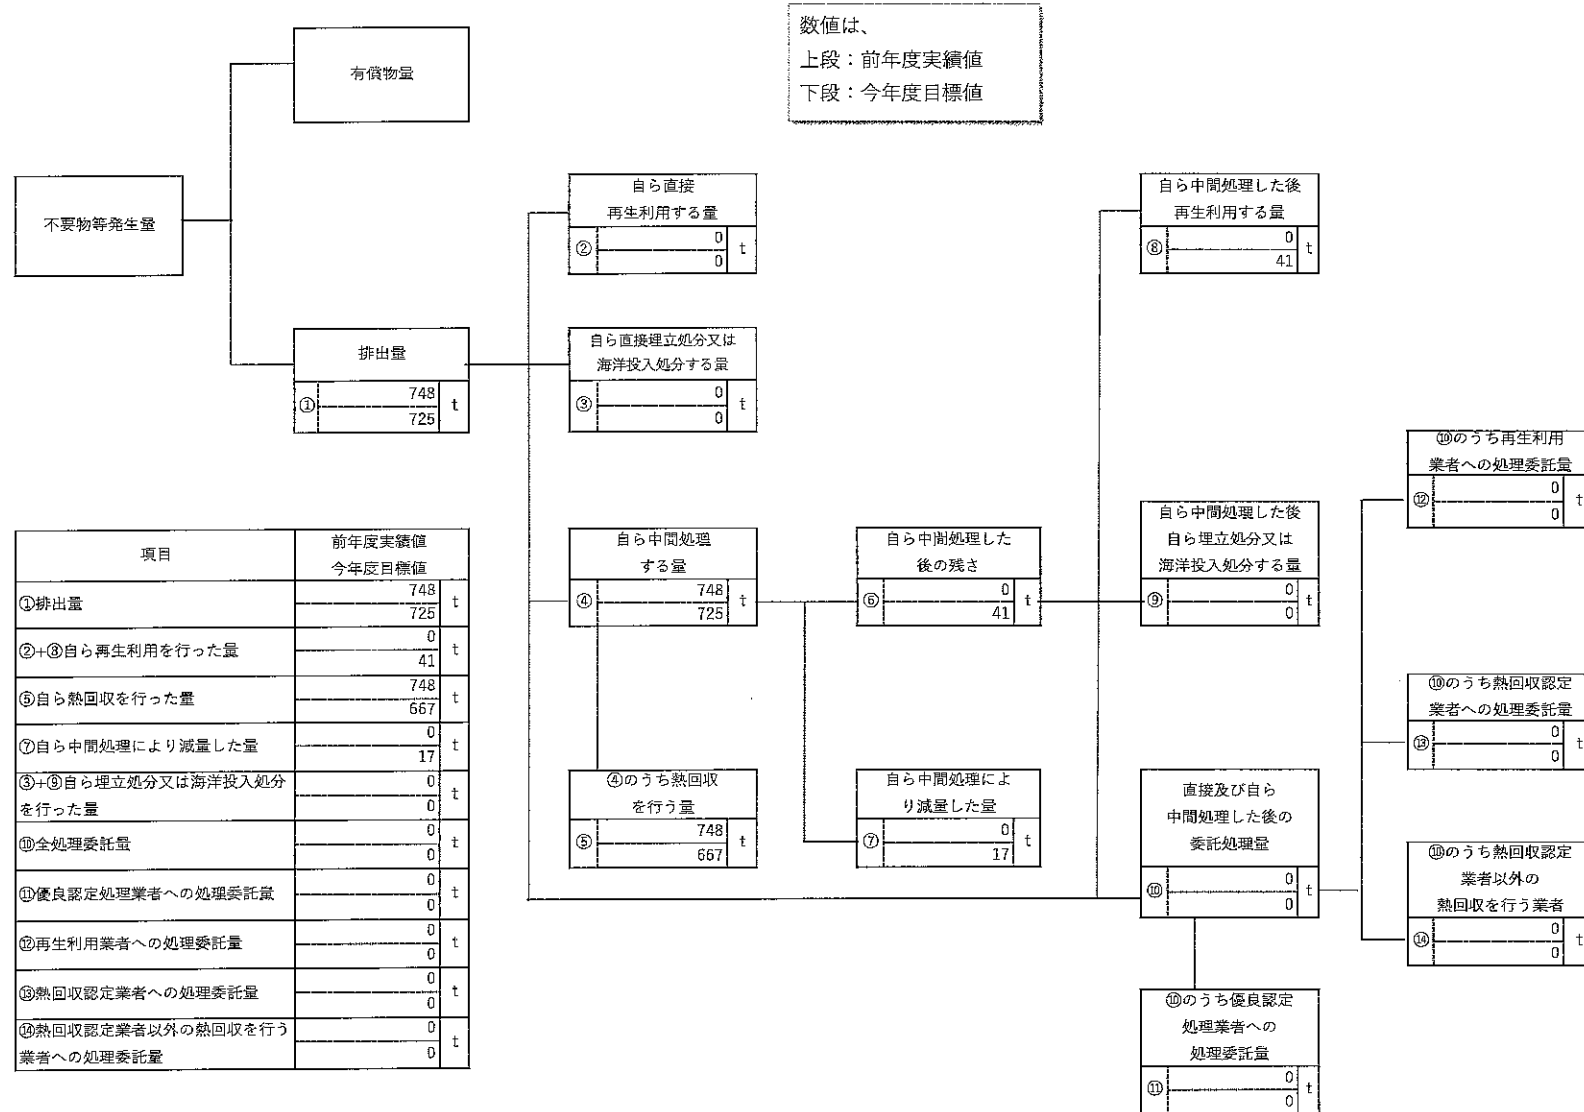 数値は、
上段：前年度実績値
下段：今年度目標値
有償物量
不要物等発生量
排出量
①
748
725
t
自ら直接
再生利用する量
②
0
0
t
自ら直接埋立処分又は
海洋投入処分する量
③
0
0
t
自ら中間処理した後
再生利用する量
⑧
0
41
t
自ら中間処理
する量
④
748
725
t
④のうち熱回収
を行う量
⑤
748
667
t
自ら中間処理した
後の残さ
⑥
0
41
t
自ら中間処理によ
り減量した量
⑦
0
17
t
自ら中間処理した後
自ら埋立処分又は
海洋投入処分する量
⑨
0
0
t
直接及び自ら
中間処理した後の
委託処理量
⑩
0
0
t
⑩のうち優良認定
処理業者への
処理委託量
⑪
0
0
t
⑩のうち再生利用
業者への処理委託量
⑫
0
0
t
⑩のうち熱回収認定
業者への処理委託量
⑬
0
0
t
⑩のうち熱回収認定
業者以外の
熱回収を行う業者
⑭
0
0
t
項目
前年度実績値
今年度目標値
①排出量
748
725
t
②+⑧自ら再生利用を行った量
0
41
t
⑤自ら熱回収を行った量
748
667
t
⑦自ら中間処理により減量した量
0
17
t
③+⑨自ら埋立処分又は海洋投入処分
を行った量
0
0
t
⑩全処理委託量
0
0
t
⑪優良認定処理業者への処理委託量
0
0
t
⑫再生利用業者への処理委託量
0
0
t
⑬熱回収認定業者への処理委託量
0
0
t
⑭熱回収認定業者以外の熱回収を行う
業者への処理委託量
0
0
t